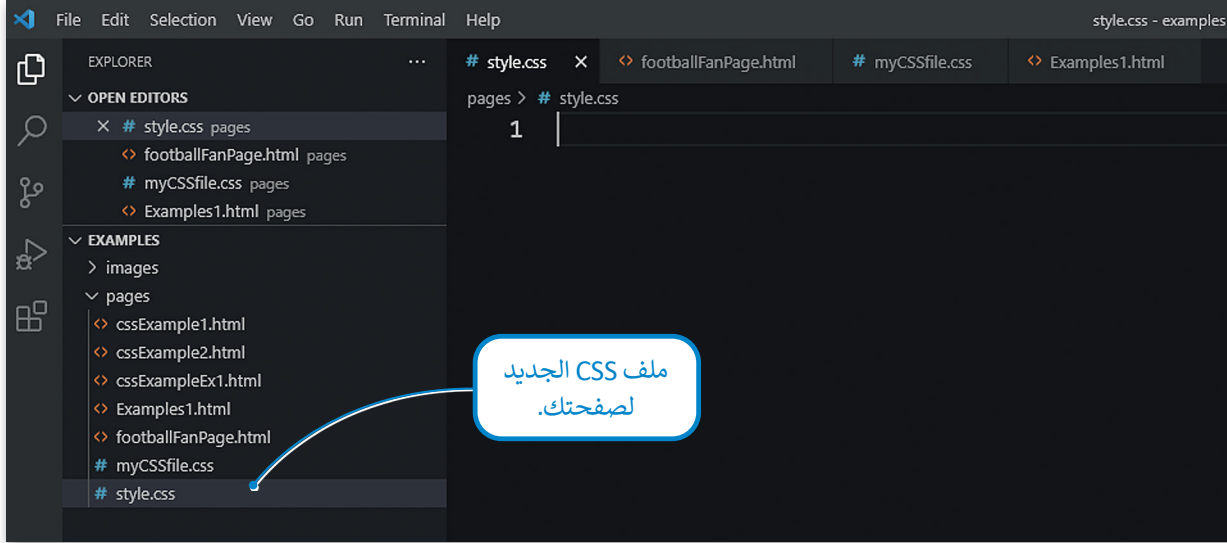 File Edit Selection View Go Run Terminal Help
style.css - examples
EXPLORER ···
OPEN EDITORS
# style.css pages
<> footballFanPage.html pages
# myCSSfile.css pages
<> Examples1.html pages
EXAMPLES
images
pages
<> cssExample1.html
<> cssExample2.html
<> cssExampleEx1.html
<> Examples1.html
<> footballFanPage.html
# myCSSfile.css
# style.css
# style.css <> footballFanPage.html # myCSSfile.css <> Examples1.html
pages > # style.css
1
ملف CSS الجديد
لصفحتك.